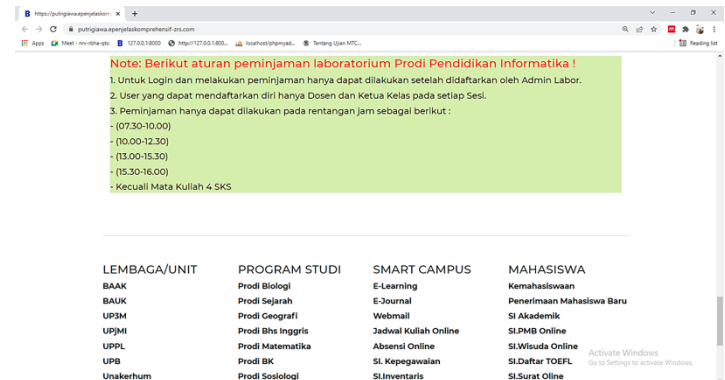 https://putrigiawa.epenjelaskom
putrigiawa.epenjelaskomprehensif-zrs.com
Apps
Meet - nrv-rbha-qto
127.0.0.1:8000
http://127.0.0.1:800...
localhost/phpmyad...
Tentang Ujian NTC...
Reading list
Note: Berikut aturan peminjaman laboratorium Prodi Pendidikan Informatika !
1. Untuk Login dan melakukan peminjaman hanya dapat dilakukan setelah didaftarkan oleh Admin Labor.
2. User yang dapat mendaftarkan diri hanya Dosen dan Ketua Kelas pada setiap Sesi.
3. Peminjaman hanya dapat dilakukan pada rentangan jam sebagai berikut :
- (07.30-10.00)
- (10.00-12.30)
- (13.00-15.30)
- (15.30-16.00)
- Kecuali Mata Kuliah 4 SKS
LEMBAGA/UNIT
BAAK
BAUK
UP3M
UPjMI
UPPL
UPB
Unakerhum
PROGRAM STUDI
Prodi Biologi
Prodi Sejarah
Prodi Geografi
Prodi Bhs Inggris
Prodi Matematika
Prodi BK
Prodi Sosiologi
SMART CAMPUS
E-Learning
E-Journal
Webmail
Jadwal Kuliah Online
Absensi Online
SI. Kepegawaian
SI.Inventaris
MAHASISWA
Kemahasiswaan
Penerimaan Mahasiswa Baru
SI Akademik
SI.PMB Online
SI.Wisuda Online
SI.Daftar TOEFL
SI.Surat Oline
Activate Windows
Go to Settings to activate Windows.